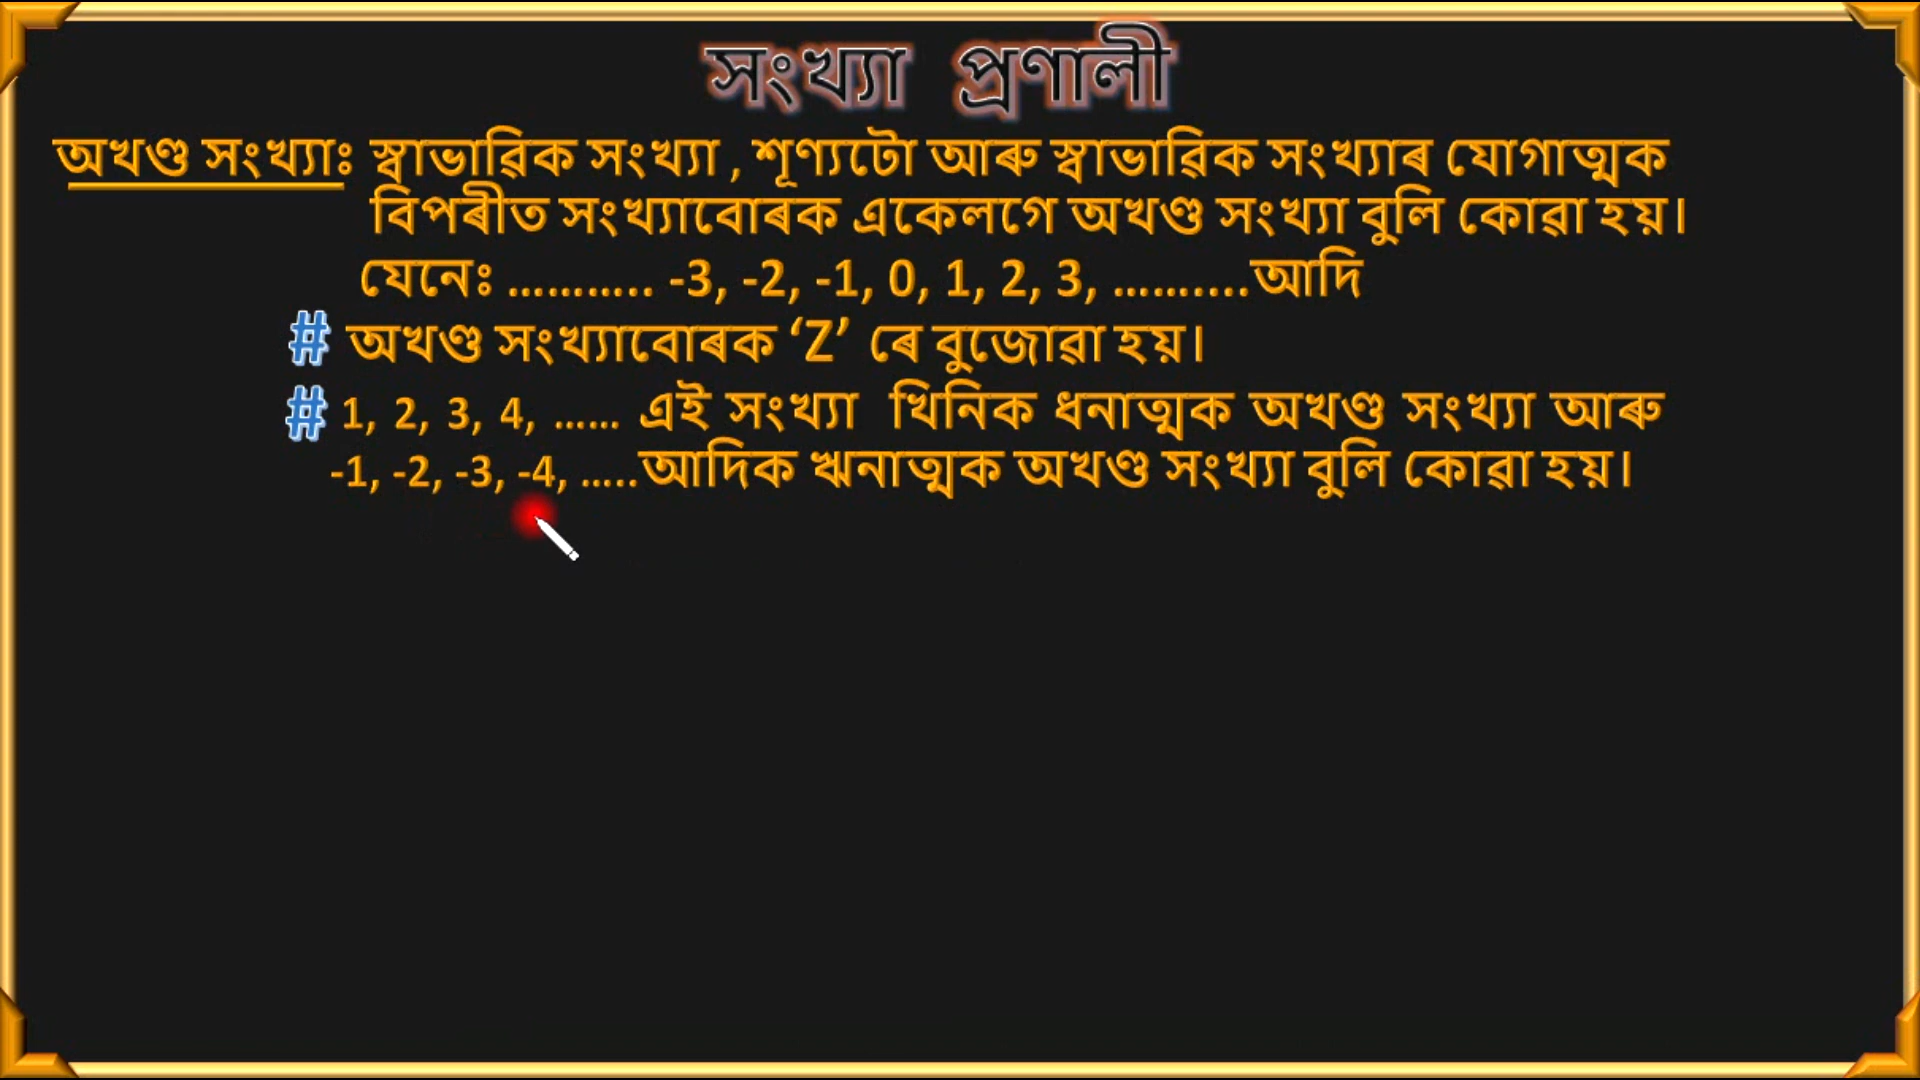 সংখ্যা প্ৰণালী
অখণ্ড সংখ্যাঃ স্বাভাৱিক সংখ্যা , শূণ্যটো আৰু স্বাভাৱিক সংখ্যাৰ যোগাত্মক
বিপৰীত সংখ্যাবোৰক একেলগে অখণ্ড সংখ্যা বুলি কোৱা হয়।
যেনেঃ ……….. -3, -2, -1, 0, 1, 2, 3, ……....আদি
# অখণ্ড সংখ্যাবোৰক ‘Z’ ৰে বুজোৱা হয়।
# 1, 2, 3, 4, …… এই সংখ্যা খিনিক ধনাত্মক অখণ্ড সংখ্যা আৰু
-1, -2, -3, -4, …..আদিক ঋনাত্মক অখণ্ড সংখ্যা বুলি কোৱা হয়।